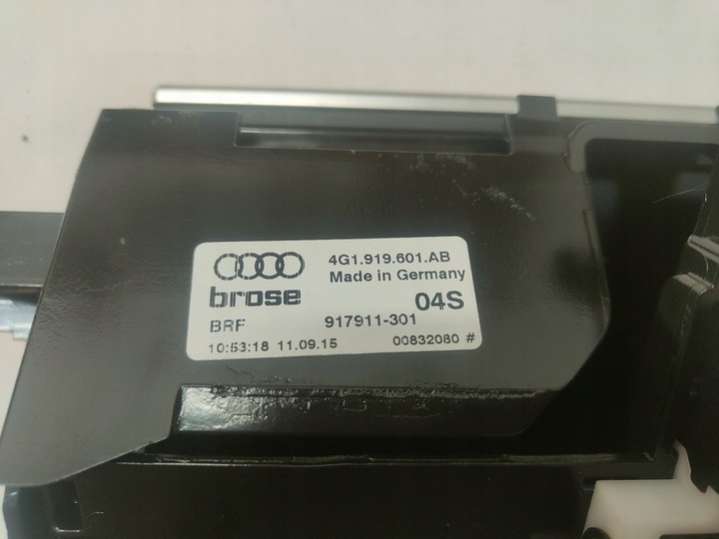 4G1.919.601.AB
Made in Germany
brose 04S
BRF 917911-301
10:53:18 11.09.15 00832080 #